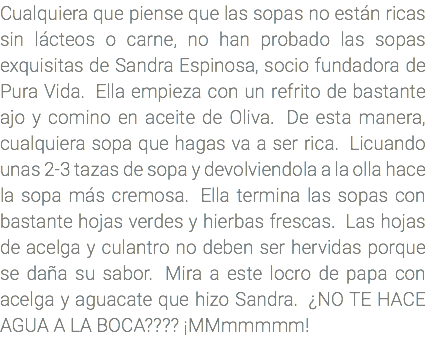 Cualquiera que piense que las sopas no están ricas
sin lácteos o carne, no han probado las sopas
exquisitas de Sandra Espinosa, socio fundadora de
Pura Vida.  Ella empieza con un refrito de bastante
ajo y comino en aceite de Oliva.  De esta manera,
cualquiera sopa que hagas va a ser rica.  Licuando
unas 2-3 tazas de sopa y devolviendola a la olla hace
la sopa más cremosa.  Ella termina las sopas con
bastante hojas verdes y hierbas frescas.  Las hojas
de acelga y culantro no deben ser hervidas porque
se daña su sabor.  Mira a este locro de papa con
acelga y aguacate que hizo Sandra.  ¿NO TE HACE
AGUA A LA BOCA???? ¡MMmmmmm!